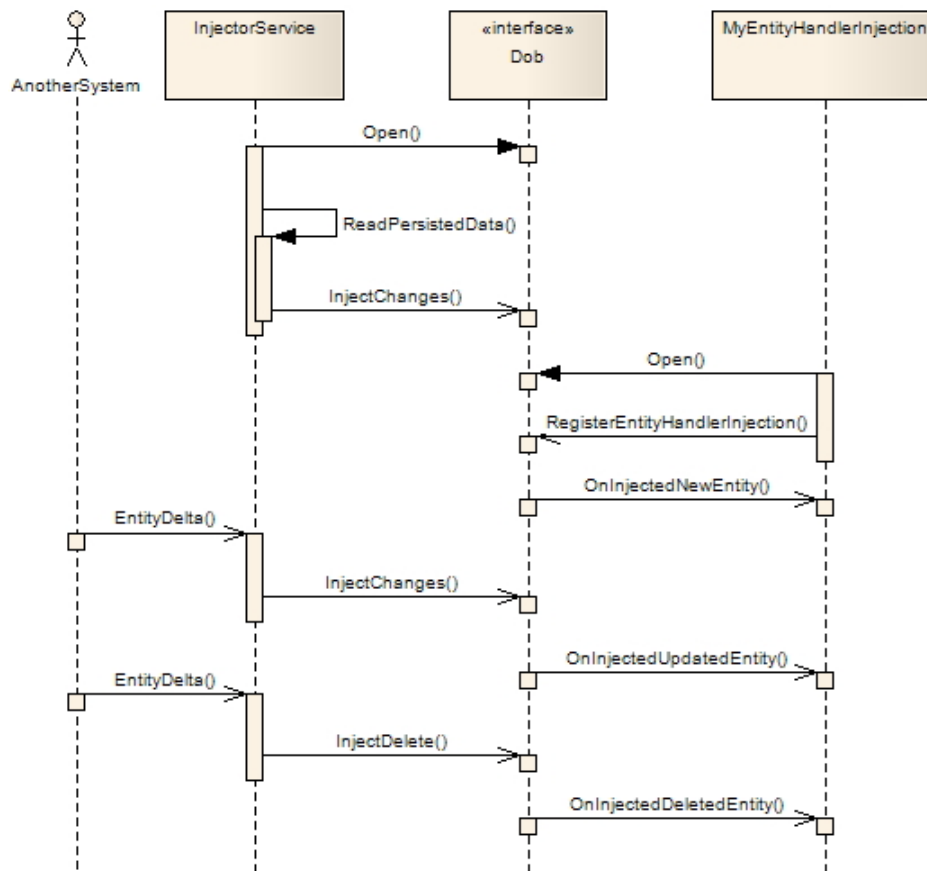 InjectorService
«interface»
Dob
MyEntityHandlerInjection
AnotherSystem
Open()
ReadPersistedData()
InjectChanges()
Open()
RegisterEntityHandlerInjection()
OnInjectedNewEntity()
EntityDelta()
InjectChanges()
OnInjectedUpdatedEntity()
EntityDelta()
InjectDelete()
OnInjectedDeletedEntity()